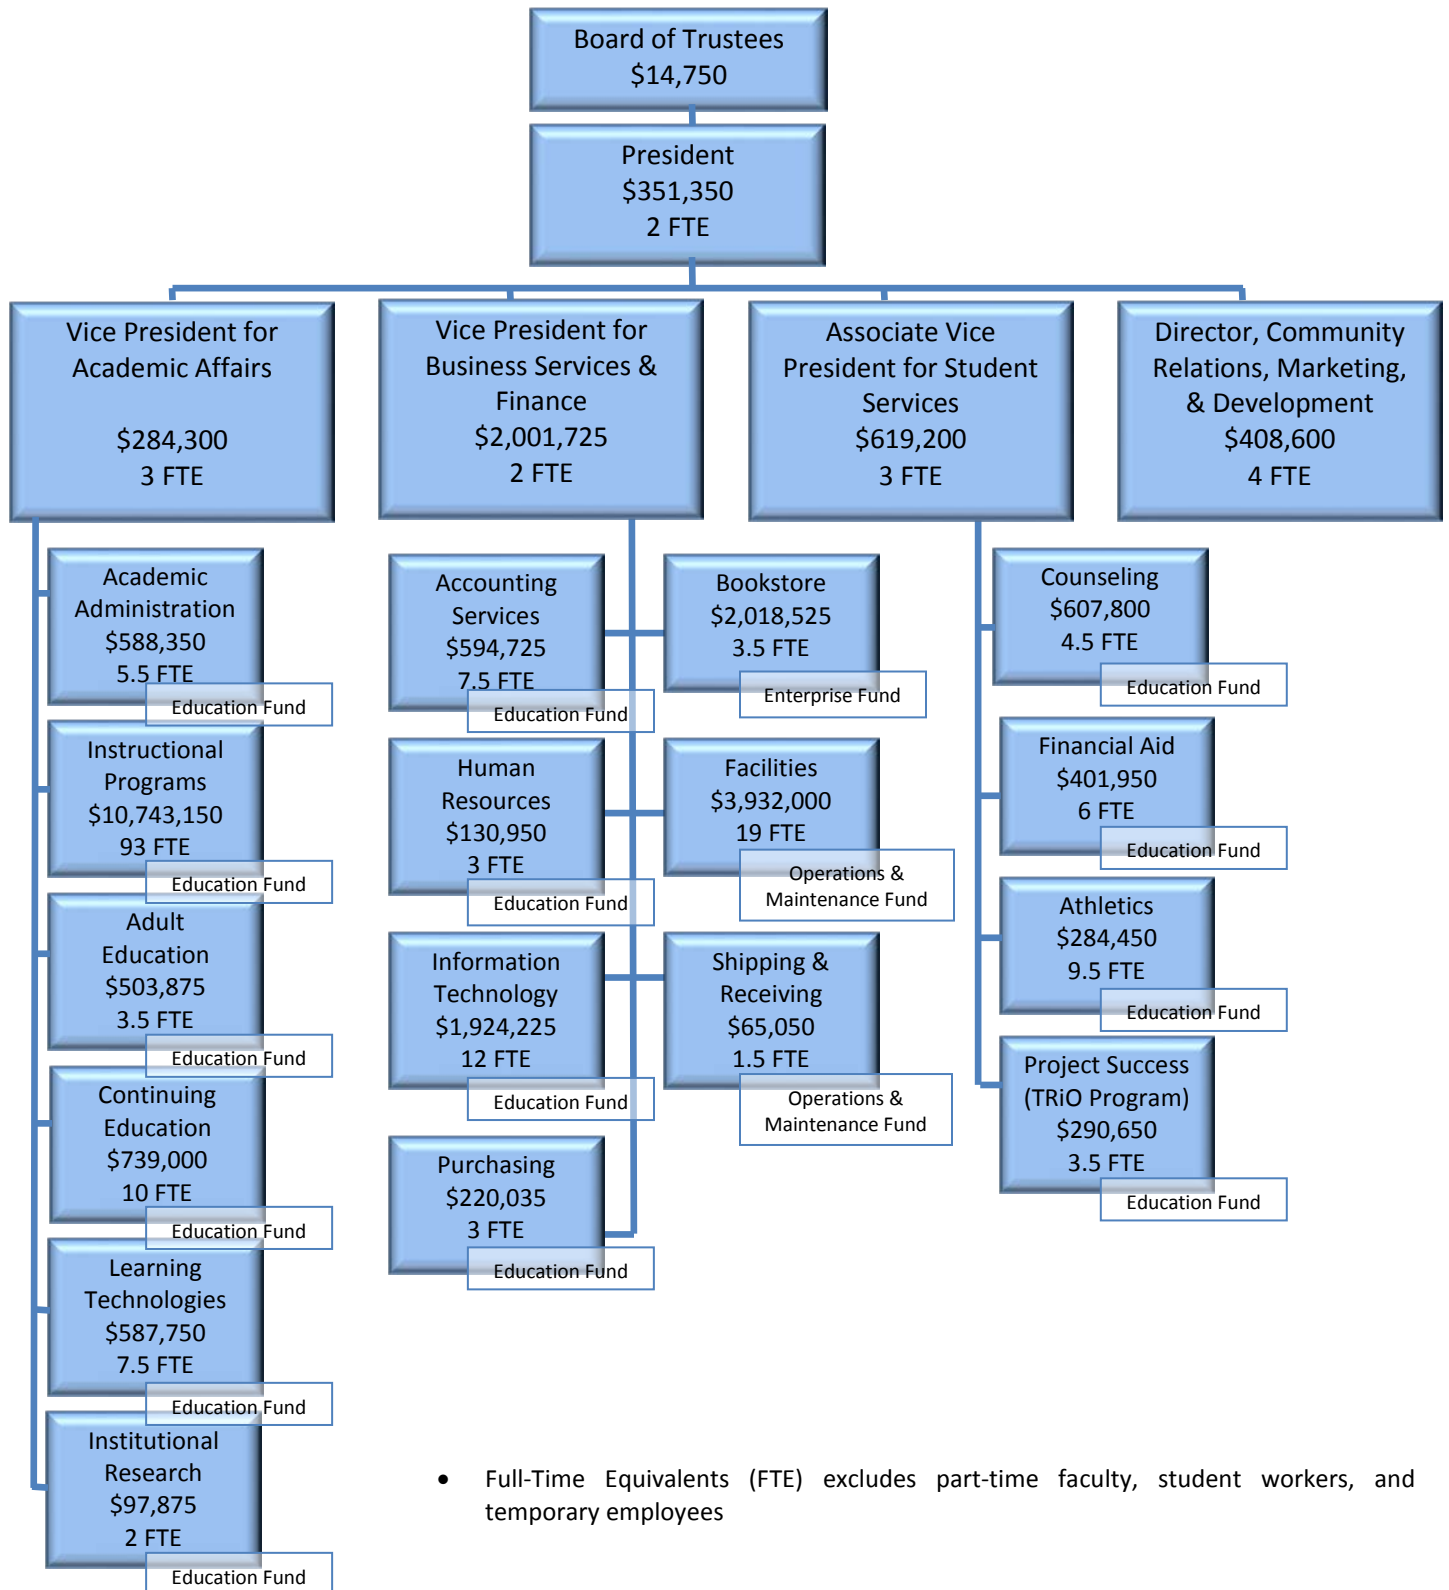 Board of Trustees
$14,750
President
$351,350
2 FTE
Vice President for
Academic Affairs
$284,300
3 FTE
Vice President for
Business Services &
Finance
$2,001,725
2 FTE
Associate Vice
President for Student
Services
$619,200
3 FTE
Director, Community
Relations, Marketing,
& Development
$408,600
4 FTE
Academic
Administration
$588,350
5.5 FTE
Education Fund
Instructional
Programs
$10,743,150
93 FTE
Education Fund
Adult
Education
$503,875
3.5 FTE
Education Fund
Continuing
Education
$739,000
10 FTE
Education Fund
Learning
Technologies
$587,750
7.5 FTE
Education Fund
Institutional
Research
$97,875
2 FTE
Education Fund
Accounting
Services
$594,725
7.5 FTE
Education Fund
Human
Resources
$130,950
3 FTE
Education Fund
Information
Technology
$1,924,225
12 FTE
Education Fund
Purchasing
$220,035
3 FTE
Education Fund
Bookstore
$2,018,525
3.5 FTE
Enterprise Fund
Facilities
$3,932,000
19 FTE
Operations &
Maintenance Fund
Shipping &
Receiving
$65,050
1.5 FTE
Operations &
Maintenance Fund
Counseling
$607,800
4.5 FTE
Education Fund
Financial Aid
$401,950
6 FTE
Education Fund
Athletics
$284,450
9.5 FTE
Education Fund
Project Success
(TRiO Program)
$290,650
3.5 FTE
Education Fund
• Full-Time Equivalents (FTE) excludes part-time faculty, student workers, and
temporary employees